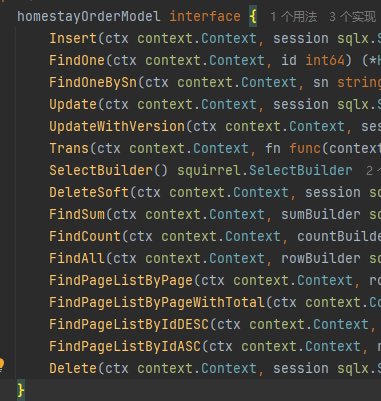 homestayOrderModel interface { 1 个用法 3 个实现
Insert(ctx context.Context, session sqlx.S
FindOne(ctx context.Context, id int64) (*H
FindOneBySn(ctx context.Context, sn string
Update(ctx context.Context, session sqlx.S
UpdateWithVersion(ctx context.Context, ses
Trans(ctx context.Context, fn func(context
SelectBuilder() squirrel.SelectBuilder 2
DeleteSoft(ctx context.Context, session sq
FindSum(ctx context.Context, sumBuilder sq
FindCount(ctx context.Context, countBuilde
FindAll(ctx context.Context, rowBuilder sq
FindPageListByPage(ctx context.Context, ro
FindPageListByPageWithTotal(ctx context.Co
FindPageListByIdDESC(ctx context.Context,
FindPageListByIdASC(ctx context.Context, r
Delete(ctx context.Context, session sqlx.S
}